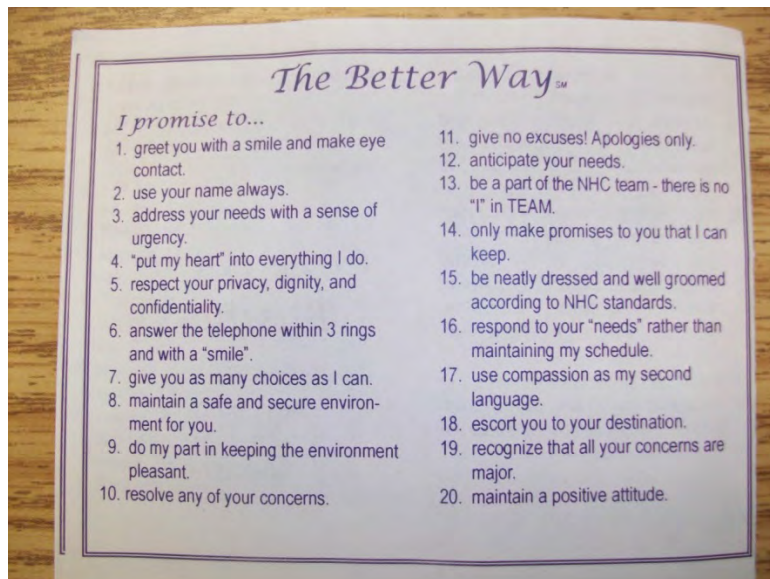 The Better Way SM
I promise to...
1. greet you with a smile and make eye
contact.
2. use your name always.
3. address your needs with a sense of
urgency.
4. "put my heart" into everything I do.
5. respect your privacy, dignity, and
confidentiality.
6. answer the telephone within 3 rings
and with a "smile".
7. give you as many choices as I can.
8. maintain a safe and secure environ-
ment for you.
9. do my part in keeping the environment
pleasant.
10. resolve any of your concerns.
11. give no excuses! Apologies only.
12. anticipate your needs.
13. be a part of the NHC team - there is no
"I" in TEAM.
14. only make promises to you that I can
keep.
15. be neatly dressed and well groomed
according to NHC standards.
16. respond to your "needs" rather than
maintaining my schedule.
17. use compassion as my second
language.
18. escort you to your destination.
19. recognize that all your concerns are
major.
20. maintain a positive attitude.